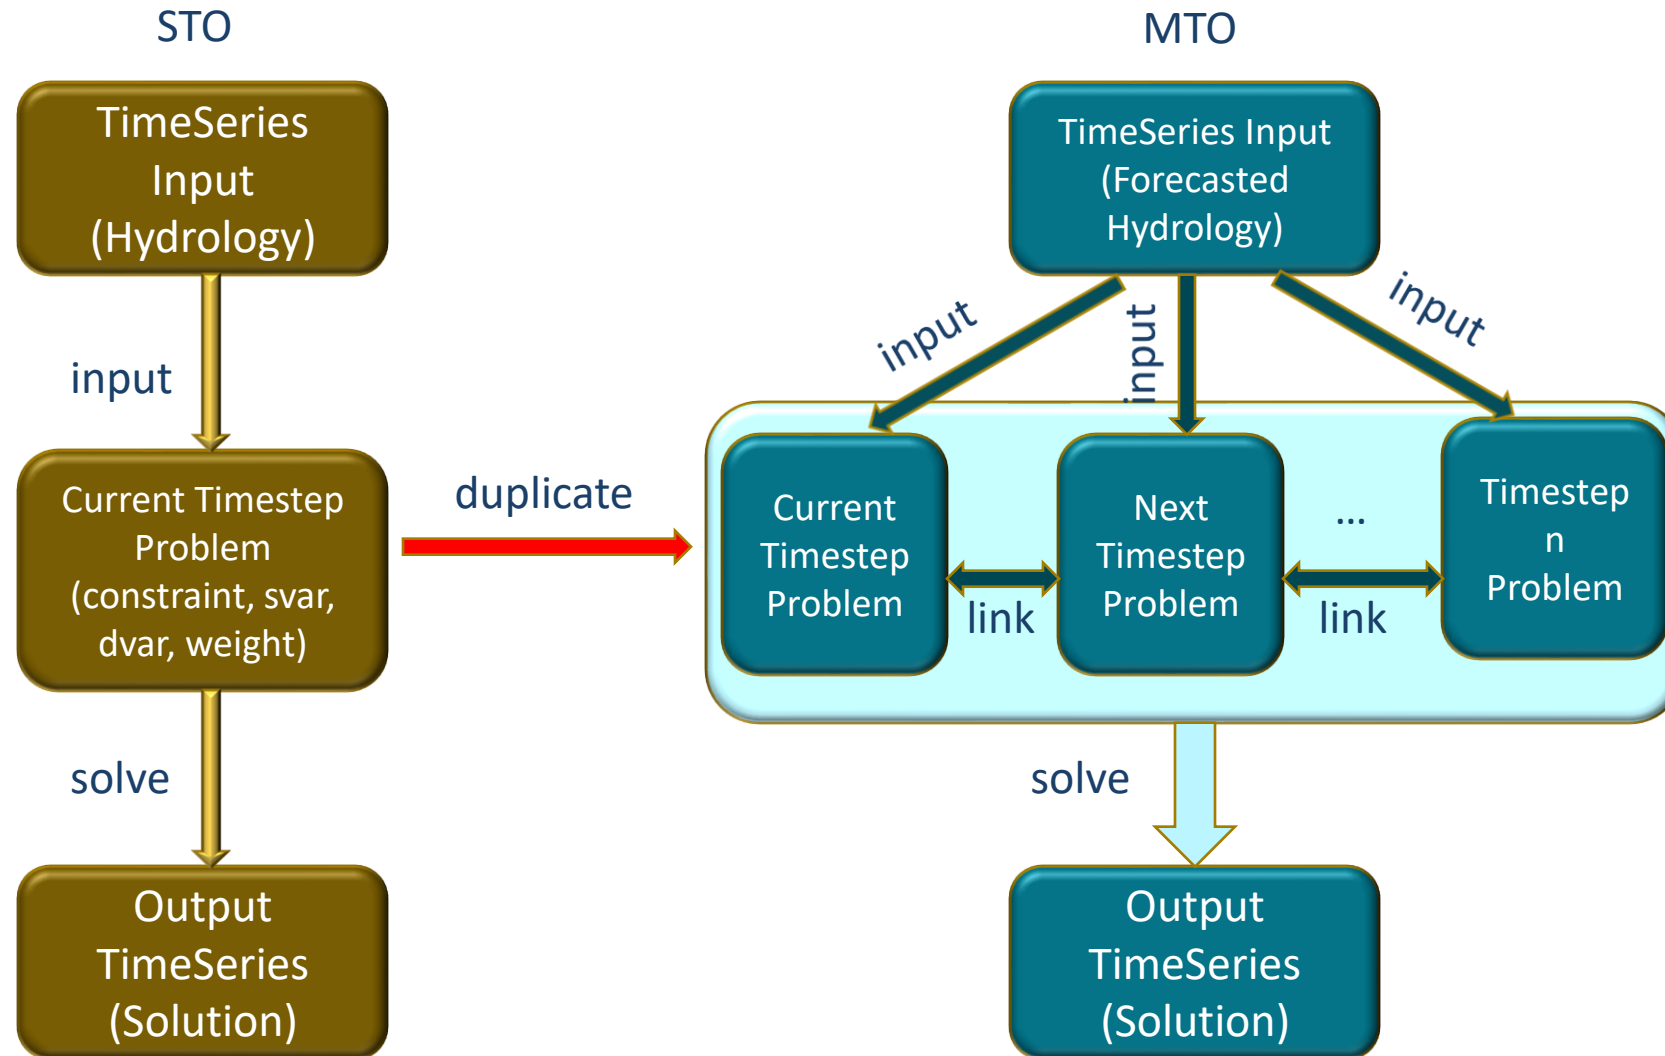 STO
TimeSeries
Input
(Hydrology)
input
Current Timestep
Problem
(constraint, svar,
dvar, weight)
solve
Output
TimeSeries
(Solution)
duplicate
MTO
TimeSeries Input
(Forecasted
Hydrology)
input
input
input
Current
Timestep
Problem
link
Next
Timestep
Problem
...
link
Timestep
n
Problem
solve
Output
TimeSeries
(Solution)